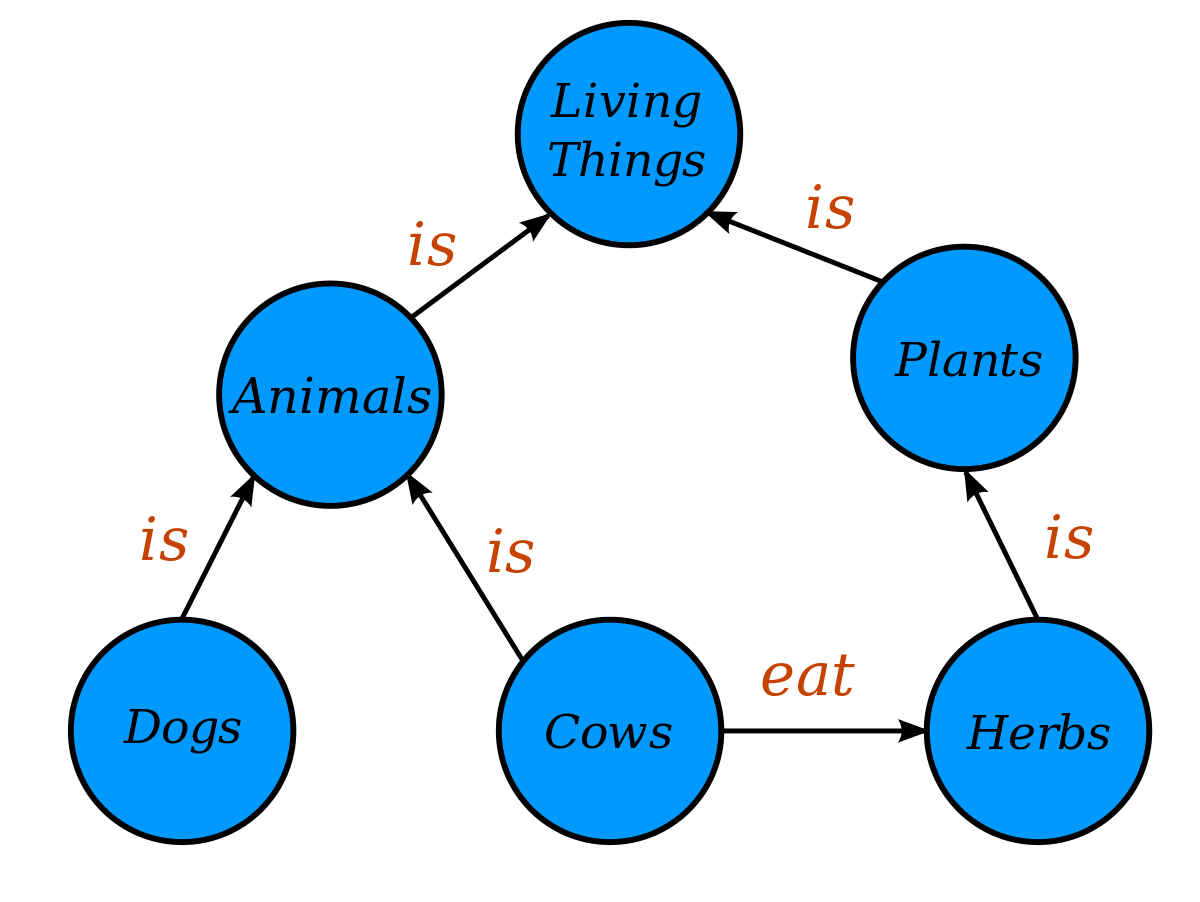 Living
Things
is
is
Plants
Animals
is
is
is
eat
Dogs
Cows
Herbs